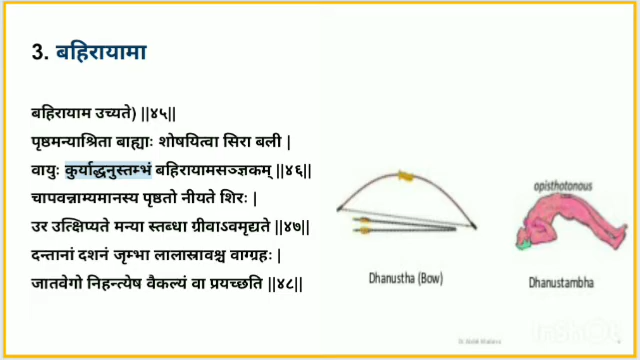 3. बहिरायामा
बहिरायाम उच्यते) ||४५||
पृष्ठमन्याश्रिता बाह्याः शोषयित्वा सिरा बली |
वायुः कुर्याद्धनुस्तम्भं बहिरायामसञ्ज्ञकम् ||४६||
चापवन्नाम्यमानस्य पृष्ठतो नीयते शिरः |
उर उत्क्षिप्यते मन्या स्तब्धा ग्रीवाऽवमृद्यते ||४७||
दन्तानां दशनं जृम्भा लालास्रावश्च वाग्ग्रहः |
जातवेगो निहन्त्येष वैकल्यं वा प्रयच्छति ||४८||
opisthotonous
Dhanustha (Bow)
Dhanustambha
InShOt